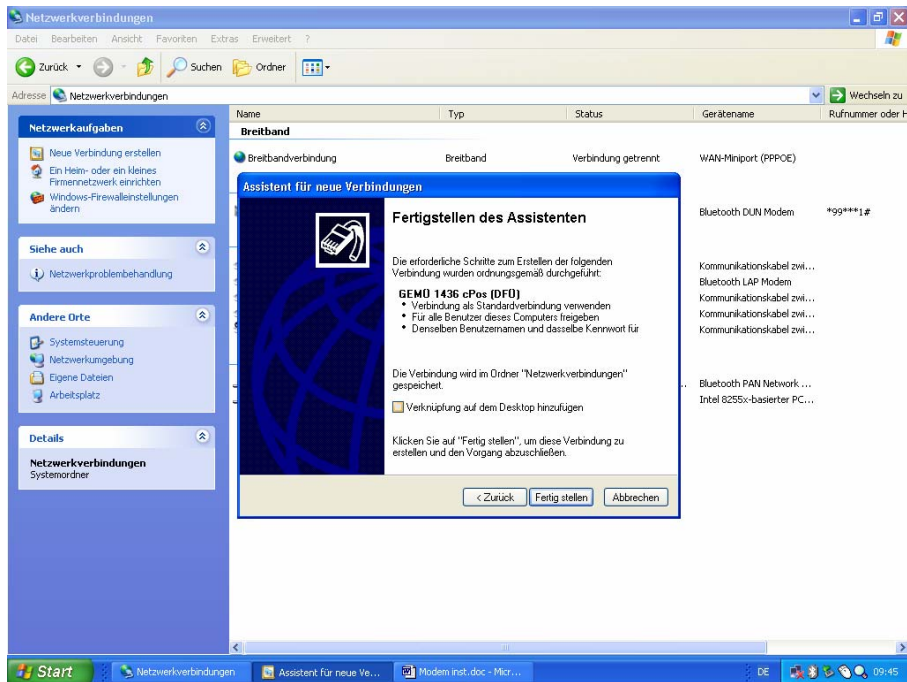 Netzwerkverbindungen
Datei Bearbeiten Ansicht Favoriten Extras Erweitert ?
Zurück Suchen Ordner
Adresse Netzwerkverbindungen Wechseln zu
Name Typ Status Gerätename Rufnummer oder H
Netzwerkaufgaben
Neue Verbindung erstellen
Ein Heim- oder ein kleines
Firmennetzwerk einrichten
Windows-Firewalleinstellungen
ändern
Siehe auch
Netzwerkproblembehandlung
Andere Orte
Systemsteuerung
Netzwerkumgebung
Eigene Dateien
Arbeitsplatz
Details
Netzwerkverbindungen
Systemordner
Breitband
Breitbandverbindung Breitband Verbindung getrennt WAN-Miniport (PPPOE)
Bluetooth DUN Modem *99***1#
Kommunikationskabel zwi...
Bluetooth LAP Modem
Kommunikationskabel zwi...
Kommunikationskabel zwi...
Kommunikationskabel zwi...
Bluetooth PAN Network ...
Intel 8255x-basierter PC...
Assistent für neue Verbindungen
Fertigstellen des Assistenten
Die erforderliche Schritte zum Erstellen der folgenden
Verbindung wurden ordnungsgemäß durchgeführt:
GEMÜ 1436 cPos (DFÜ)
• Verbindung als Standardverbindung verwenden
• Für alle Benutzer dieses Computers freigeben
• Denselben Benutzernamen und dasselbe Kennwort für
Die Verbindung wird im Ordner "Netzwerkverbindungen"
gespeichert.
Verknüpfung auf dem Desktop hinzufügen
Klicken Sie auf "Fertig stellen", um diese Verbindung zu
erstellen und den Vorgang abzuschließen.
< Zurück Fertig stellen Abbrechen
Start Netzwerkverbindungen Assistent für neue Ve... Modem inst.doc - Micr... DE 09:45